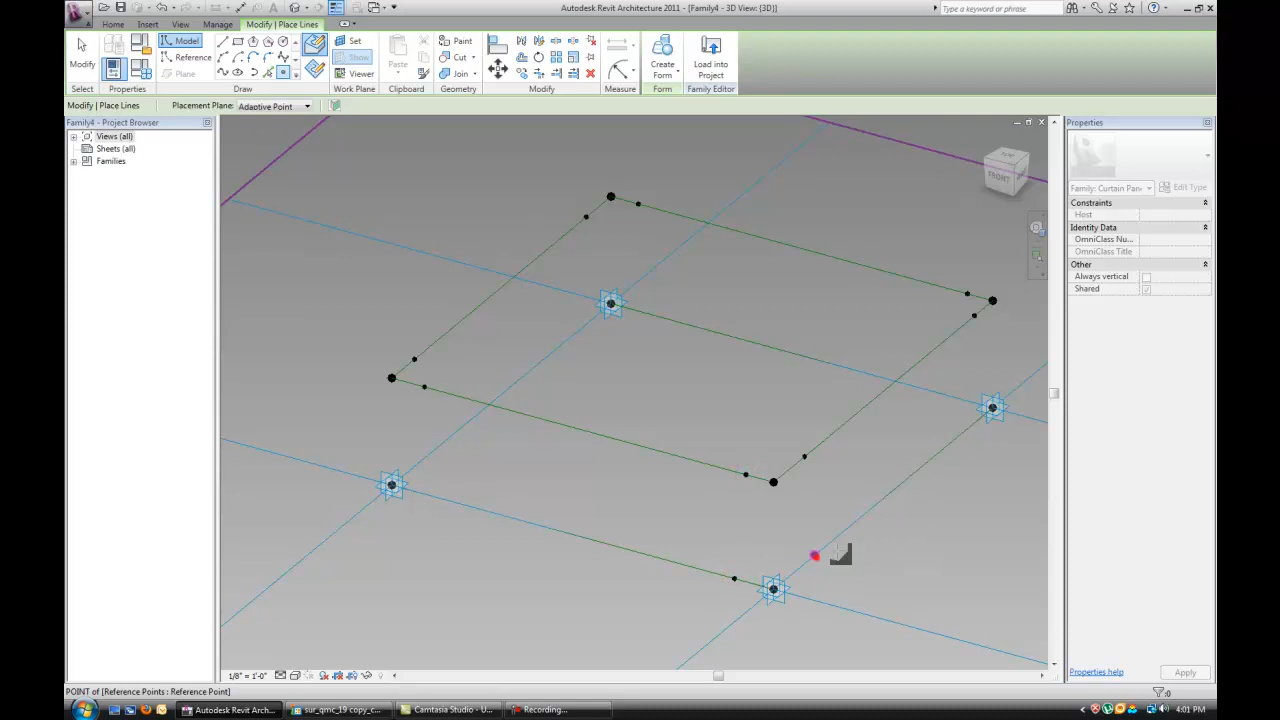 Autodesk Revit Architecture 2011 - [Family4 - 3D View: {3D}]
Type a keyword or phrase
Home Insert View Manage Modify | Place Lines
Modify
Model
Reference
Plane
Set
Show
Viewer
Paste
Paint
Cut
Join
Create
Form
Load into
Project
Select Properties Draw Work Plane Clipboard Geometry Modify Measure Form Family Editor
Modify | Place Lines Placement Plane: Adaptive Point
Family4 - Project Browser
Views (all)
Sheets (all)
Families
FRONT
Properties
Family: Curtain Pan Edit Type
Constraints
Host
Identity Data
OmniClass Nu...
OmniClass Title
Other
Always vertical
Shared
Properties help Apply
1/8" = 1'-0"
POINT of [Reference Points : Reference Point]
:0
Autodesk Revit Arch... sur_qmc_19 copy_c... Camtasia Studio - U... Recording... 4:01 PM